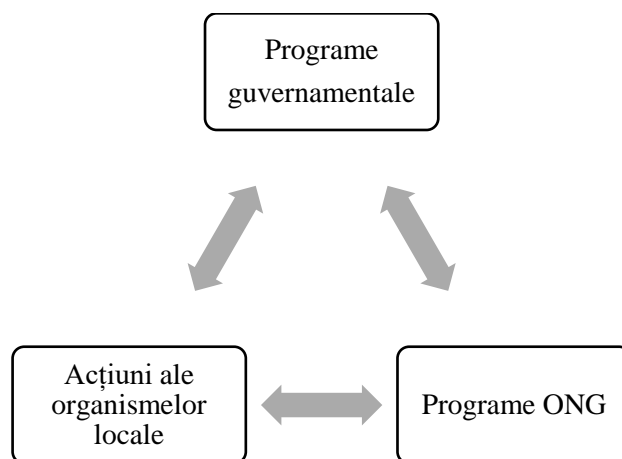 Programe
guvernamentale
Acțiuni ale
organismelor
locale
Programe ONG